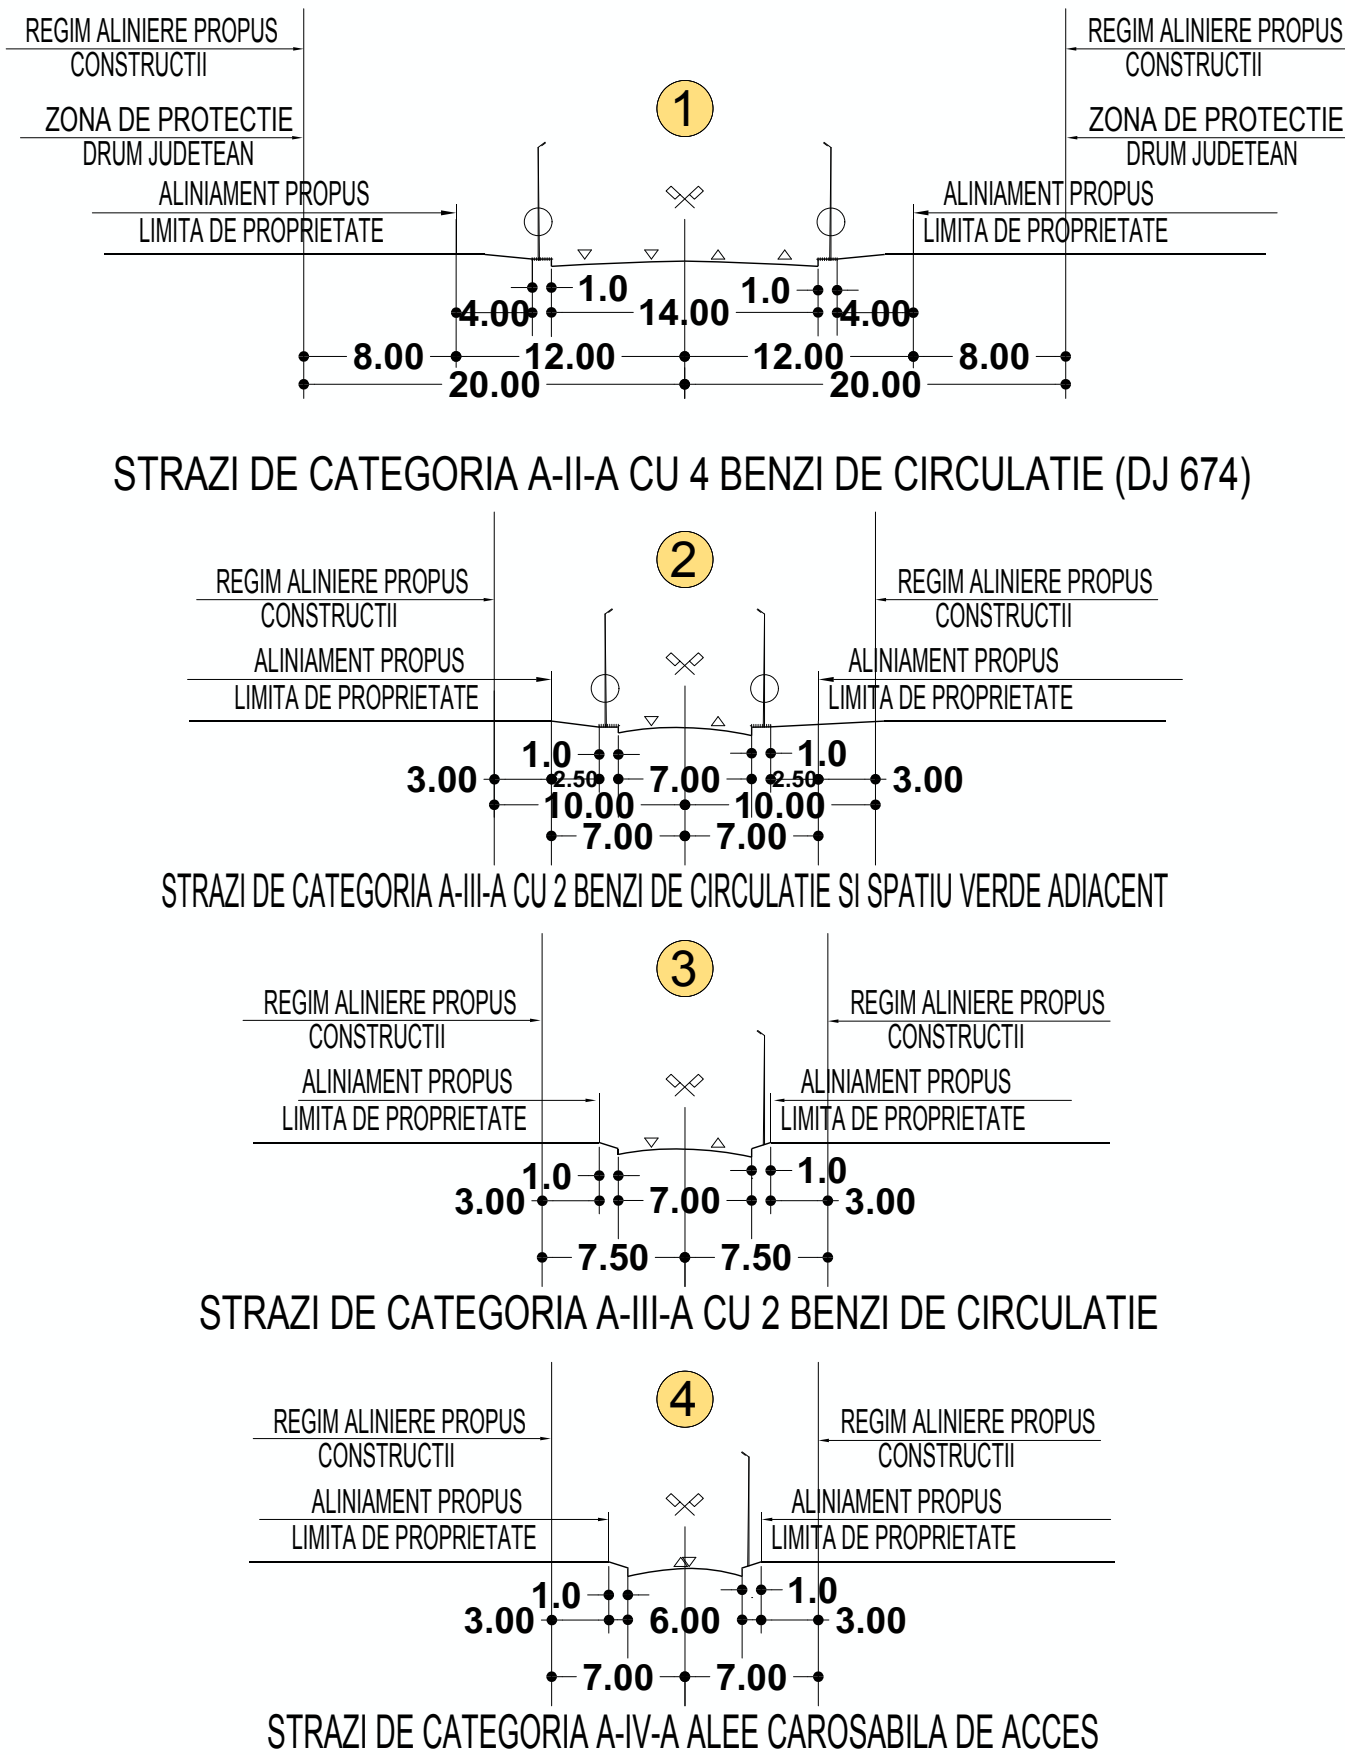 REGIM ALINIERE PROPUS
CONSTRUCTII
REGIM ALINIERE PROPUS
CONSTRUCTII
1
ZONA DE PROTECTIE
DRUM JUDETEAN
ZONA DE PROTECTIE
DRUM JUDETEAN
ALINIAMENT PROPUS
LIMITA DE PROPRIETATE
ALINIAMENT PROPUS
LIMITA DE PROPRIETATE
1.0 1.0
4.00 14.00 4.00
8.00 12.00 12.00 8.00
20.00 20.00
STRAZI DE CATEGORIA A-II-A CU 4 BENZI DE CIRCULATIE (DJ 674)
2
REGIM ALINIERE PROPUS
CONSTRUCTII
REGIM ALINIERE PROPUS
CONSTRUCTII
ALINIAMENT PROPUS
LIMITA DE PROPRIETATE
ALINIAMENT PROPUS
LIMITA DE PROPRIETATE
1.0 1.0
3.00 2.50 7.00 2.50 3.00
10.00 10.00
7.00 7.00
STRAZI DE CATEGORIA A-III-A CU 2 BENZI DE CIRCULATIE SI SPATIU VERDE ADIACENT
3
REGIM ALINIERE PROPUS
CONSTRUCTII
REGIM ALINIERE PROPUS
CONSTRUCTII
ALINIAMENT PROPUS
LIMITA DE PROPRIETATE
ALINIAMENT PROPUS
LIMITA DE PROPRIETATE
1.0 1.0
3.00 7.00 3.00
7.50 7.50
STRAZI DE CATEGORIA A-III-A CU 2 BENZI DE CIRCULATIE
4
REGIM ALINIERE PROPUS
CONSTRUCTII
REGIM ALINIERE PROPUS
CONSTRUCTII
ALINIAMENT PROPUS
LIMITA DE PROPRIETATE
ALINIAMENT PROPUS
LIMITA DE PROPRIETATE
1.0 1.0
3.00 6.00 3.00
7.00 7.00
STRAZI DE CATEGORIA A-IV-A ALEE CAROSABILA DE ACCES